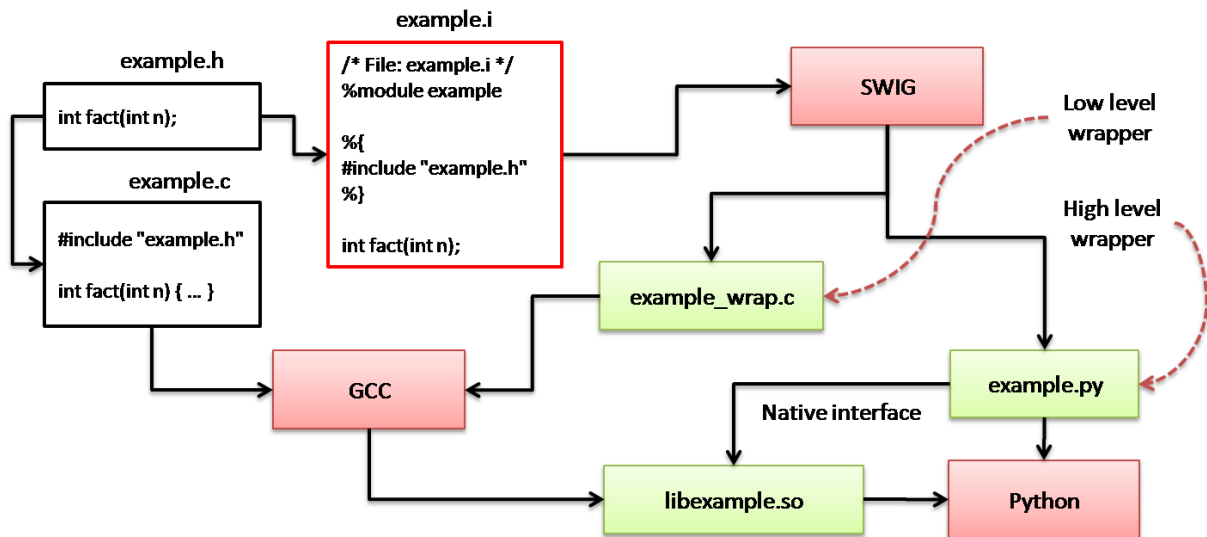 example.i
example.h
/* File: example.i */
%module example
%{
#include "example.h"
%}
int fact(int n);
int fact(int n);
example.c
#include "example.h"
int fact(int n) { ... }
SWIG
Low level
wrapper
High level
wrapper
example_wrap.c
GCC
example.py
Native interface
libexample.so
Python